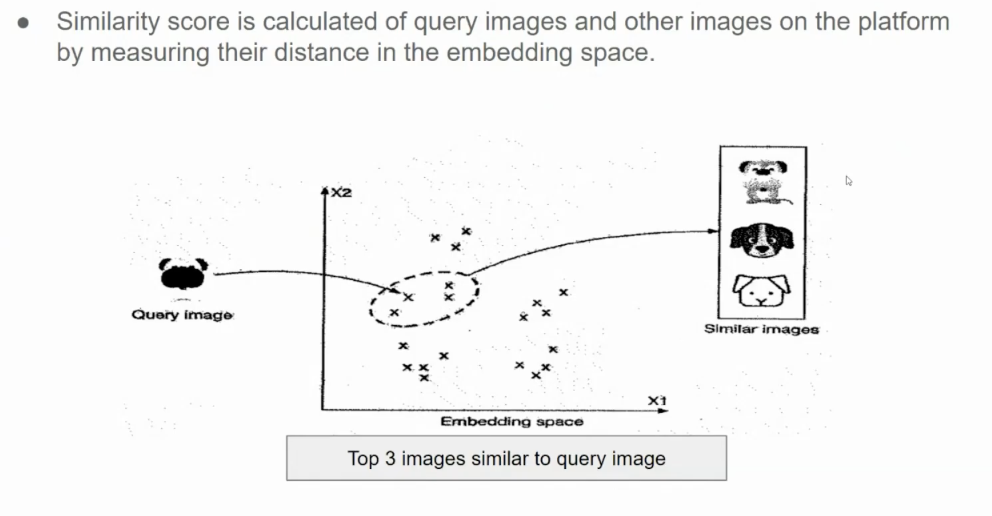 ● Similarity score is calculated of query images and other images on the platform
by measuring their distance in the embedding space.
X2
Query image
Similar images
X1
Embedding space
Top 3 images similar to query image